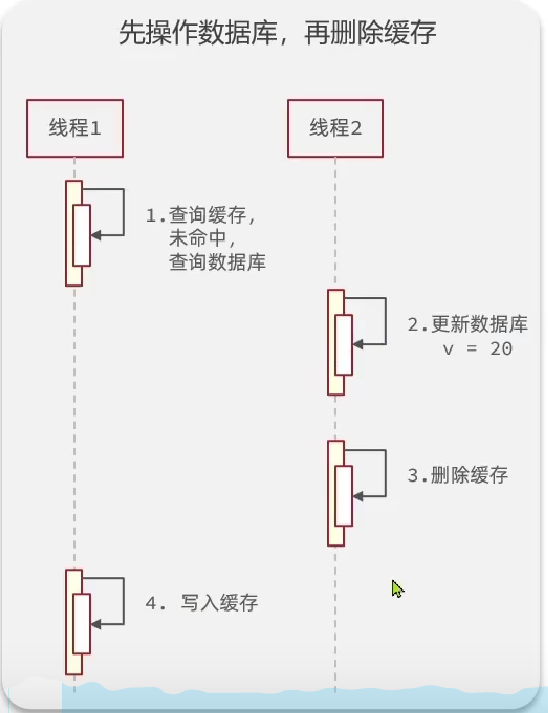 先操作数据库，再删除缓存
线程1
线程2
1.查询缓存，
未命中，
查询数据库
2.更新数据库
v = 20
3.删除缓存
4. 写入缓存